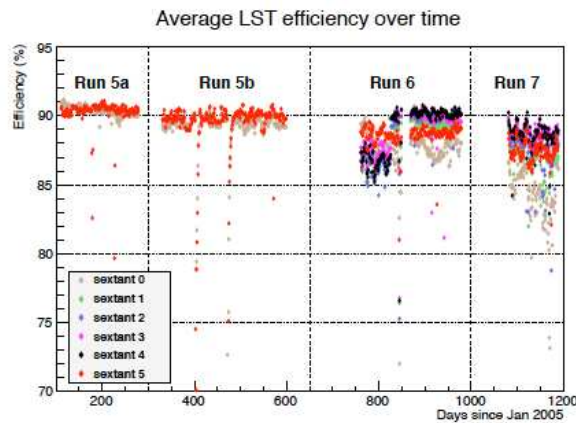 Average LST efficiency over time
Efficiency (%)
95
90
85
80
75
70
Run 5a
Run 5b
Run 6
Run 7
sextant 0
sextant 1
sextant 2
sextant 3
sextant 4
sextant 5
200
400
600
800
1000
1200
Days since Jan 2005